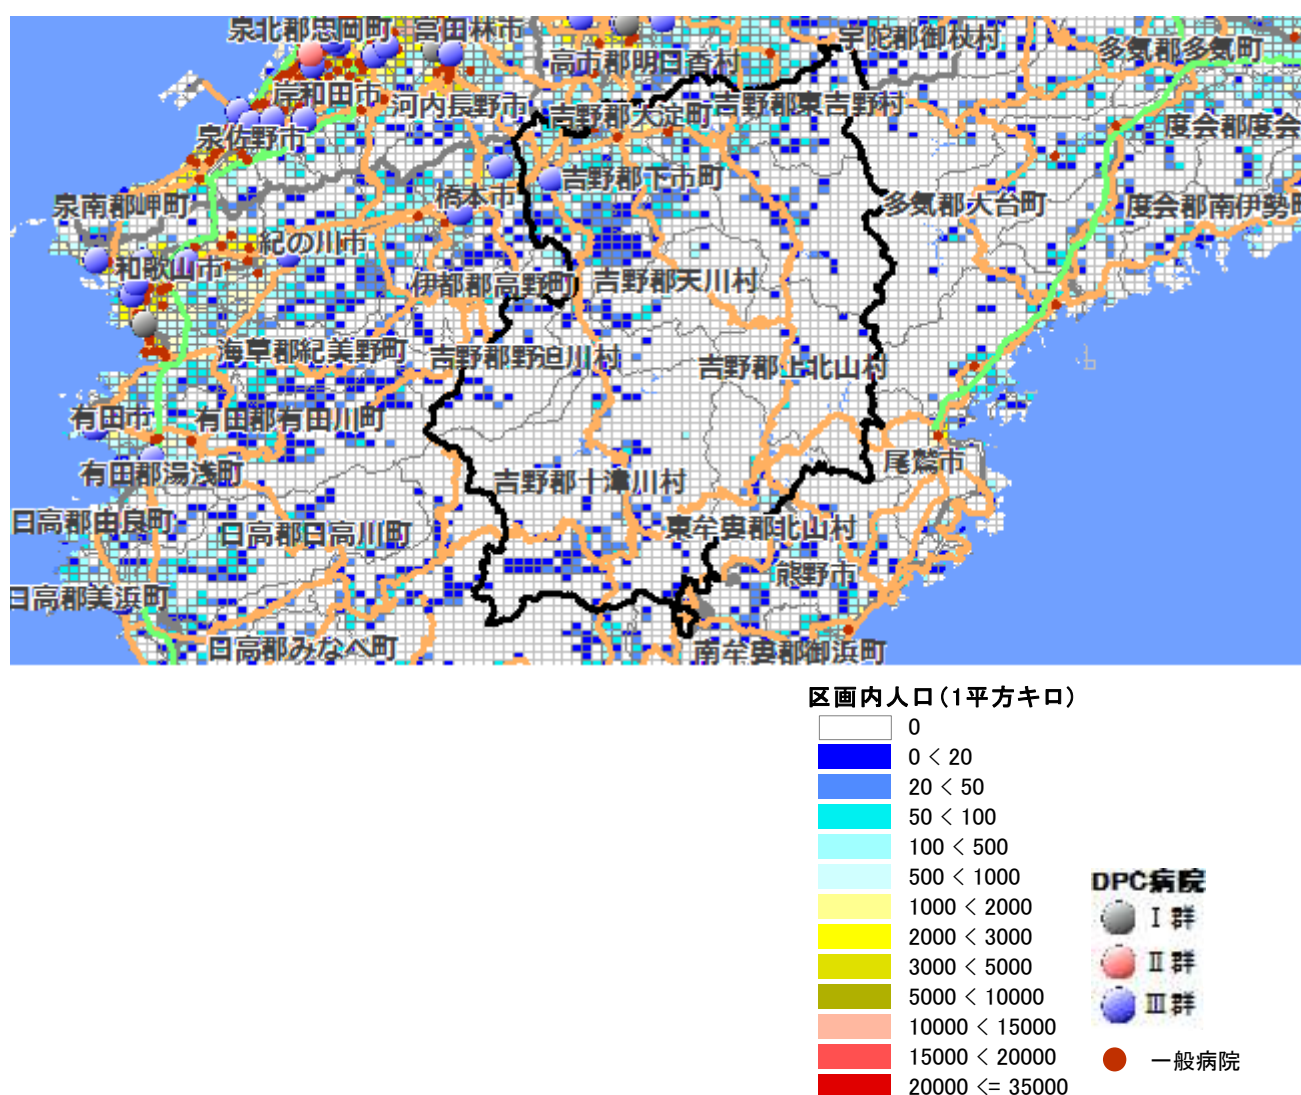 泉北郡忠岡町
富田林市
宇陀郡御杖村
多気郡多気町
高市郡明日香村
岸和田市
河内長野市
吉野郡大淀町
吉野郡東吉野村
度会郡度会
泉佐野市
吉野郡下市町
橋本市
泉南郡岬町
多気郡大台町
度会郡南伊勢町
紀の川市
和歌山市
伊都郡高野町
吉野郡天川村
海草郡紀美野町
吉野郡野迫川村
吉野郡上北山村
有田市
有田郡有田川町
尾鷲市
有田郡湯浅町
吉野郡十津川村
日高郡由良町
日高郡日高川町
東牟婁郡北山村
熊野市
日高郡美浜町
日高郡みなべ町
南牟婁郡御浜町
区画内人口(1平方キロ)
0
0 < 20
20 < 50
50 < 100
100 < 500
500 < 1000
1000 < 2000
2000 < 3000
3000 < 5000
5000 < 10000
10000 < 15000
15000 < 20000
20000 <= 35000
DPC病院
Ⅰ群
Ⅱ群
Ⅲ群
一般病院